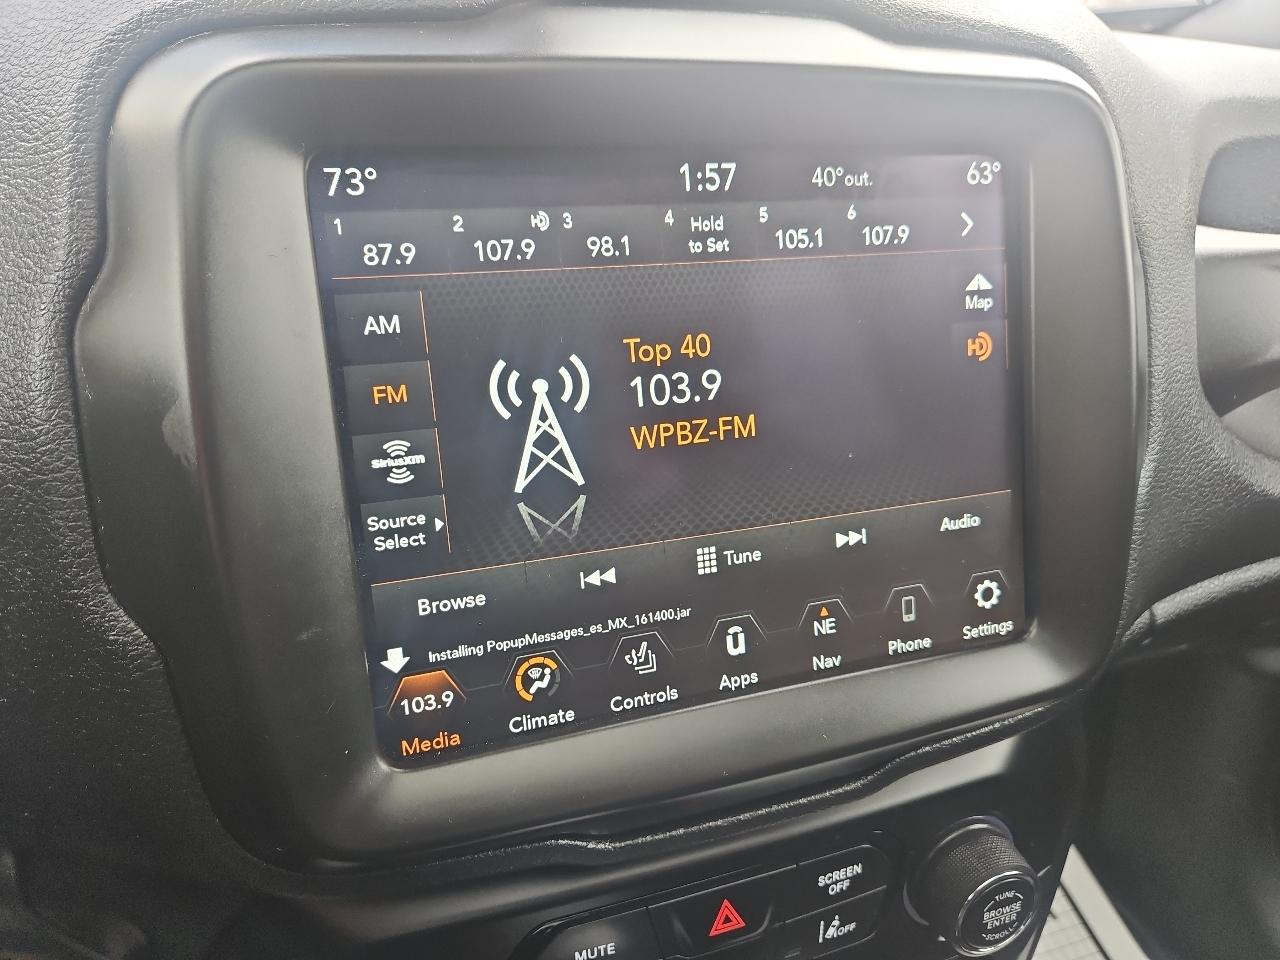 73° 1:57 40°out. 63°
1 2 HD 3 4 5 6
87.9 107.9 98.1 Hold to Set 105.1 107.9
Map
HD
AM
FM
SiriusXM
Source
Select
Top 40
103.9
WPBZ-FM
Browse Tune Audio
Installing PopupMessages_es_MX_161400.jar
103.9 NE
Media Climate Controls Apps Nav Phone Settings
MUTE
SCREEN
OFF
OFF
TUNE
BROWSE
ENTER
SCROLL